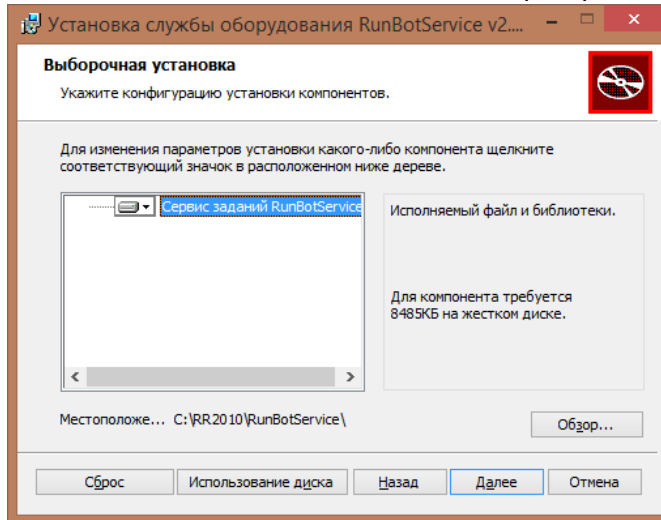 Установка службы оборудования RunBotService v2....
Выборочная установка
Укажите конфигурацию установки компонентов.
Для изменения параметров установки какого-либо компонента щелкните
соответствующий значок в расположенном ниже дереве.
Сервис заданий RunBotService
Исполняемый файл и библиотеки.
Для компонента требуется
8485КБ на жестком диске.
Местоположе... C:\RR2010\RunBotService\
Обзор...
Сброс Использование диска Назад Далее Отмена